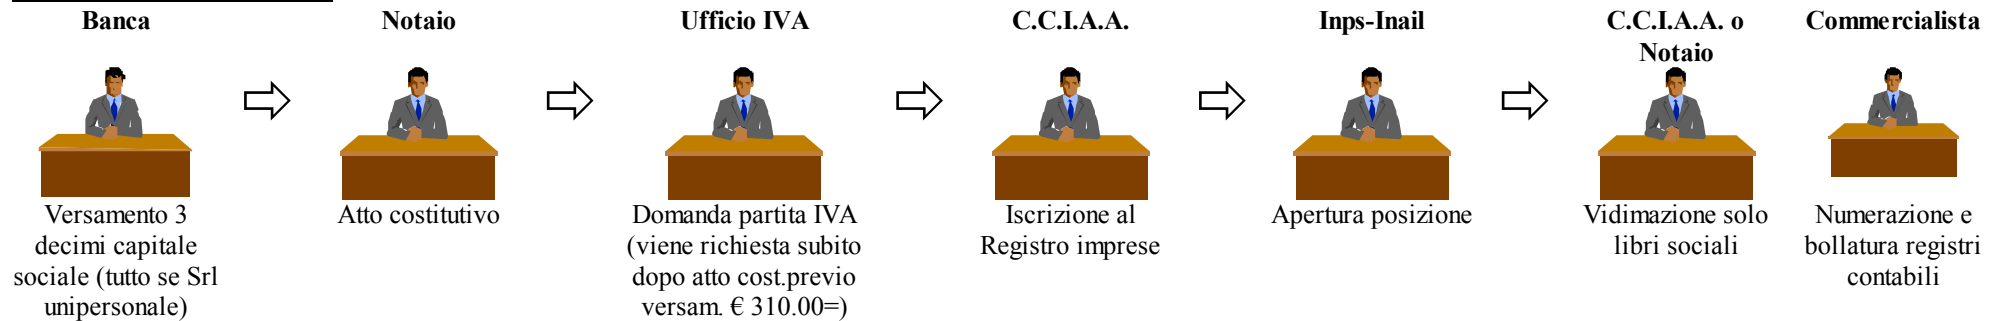 Banca
Notaio
Ufficio IVA
C.C.I.A.A.
Inps-Inail
C.C.I.A.A. o
Notaio
Commercialista
Versamento 3
decimi capitale
sociale (tutto se Srl
unipersonale)
Atto costitutivo
Domanda partita IVA
(viene richiesta subito
dopo atto cost.previo
versam. € 310.00=)
Iscrizione al
Registro imprese
Apertura posizione
Vidimazione solo
libri sociali
Numerazione e
bollatura registri
contabili